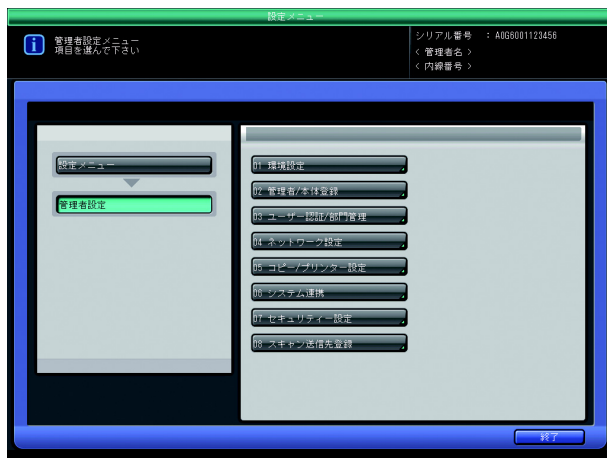 設定メニュー
管理者設定メニュー
項目を選んで下さい
シリアル番号 : A0G6001123456
< 管理者名 >
< 内線番号 >
設定メニュー
管理者設定
01 環境設定
02 管理者/本体登録
03 ユーザー認証/部門管理
04 ネットワーク設定
05 コピー/プリンター設定
06 システム連携
07 セキュリティー設定
08 スキャン送信先登録
終了